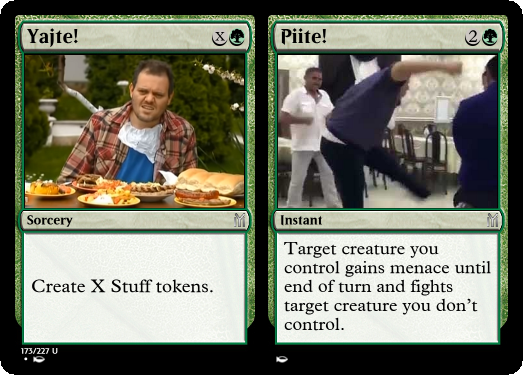 Yajte! X
Sorcery
Create X Stuff tokens.
173/227 U
Piite! 2
Instant
Target creature you
control gains menace until
end of turn and fights
target creature you don't
control.